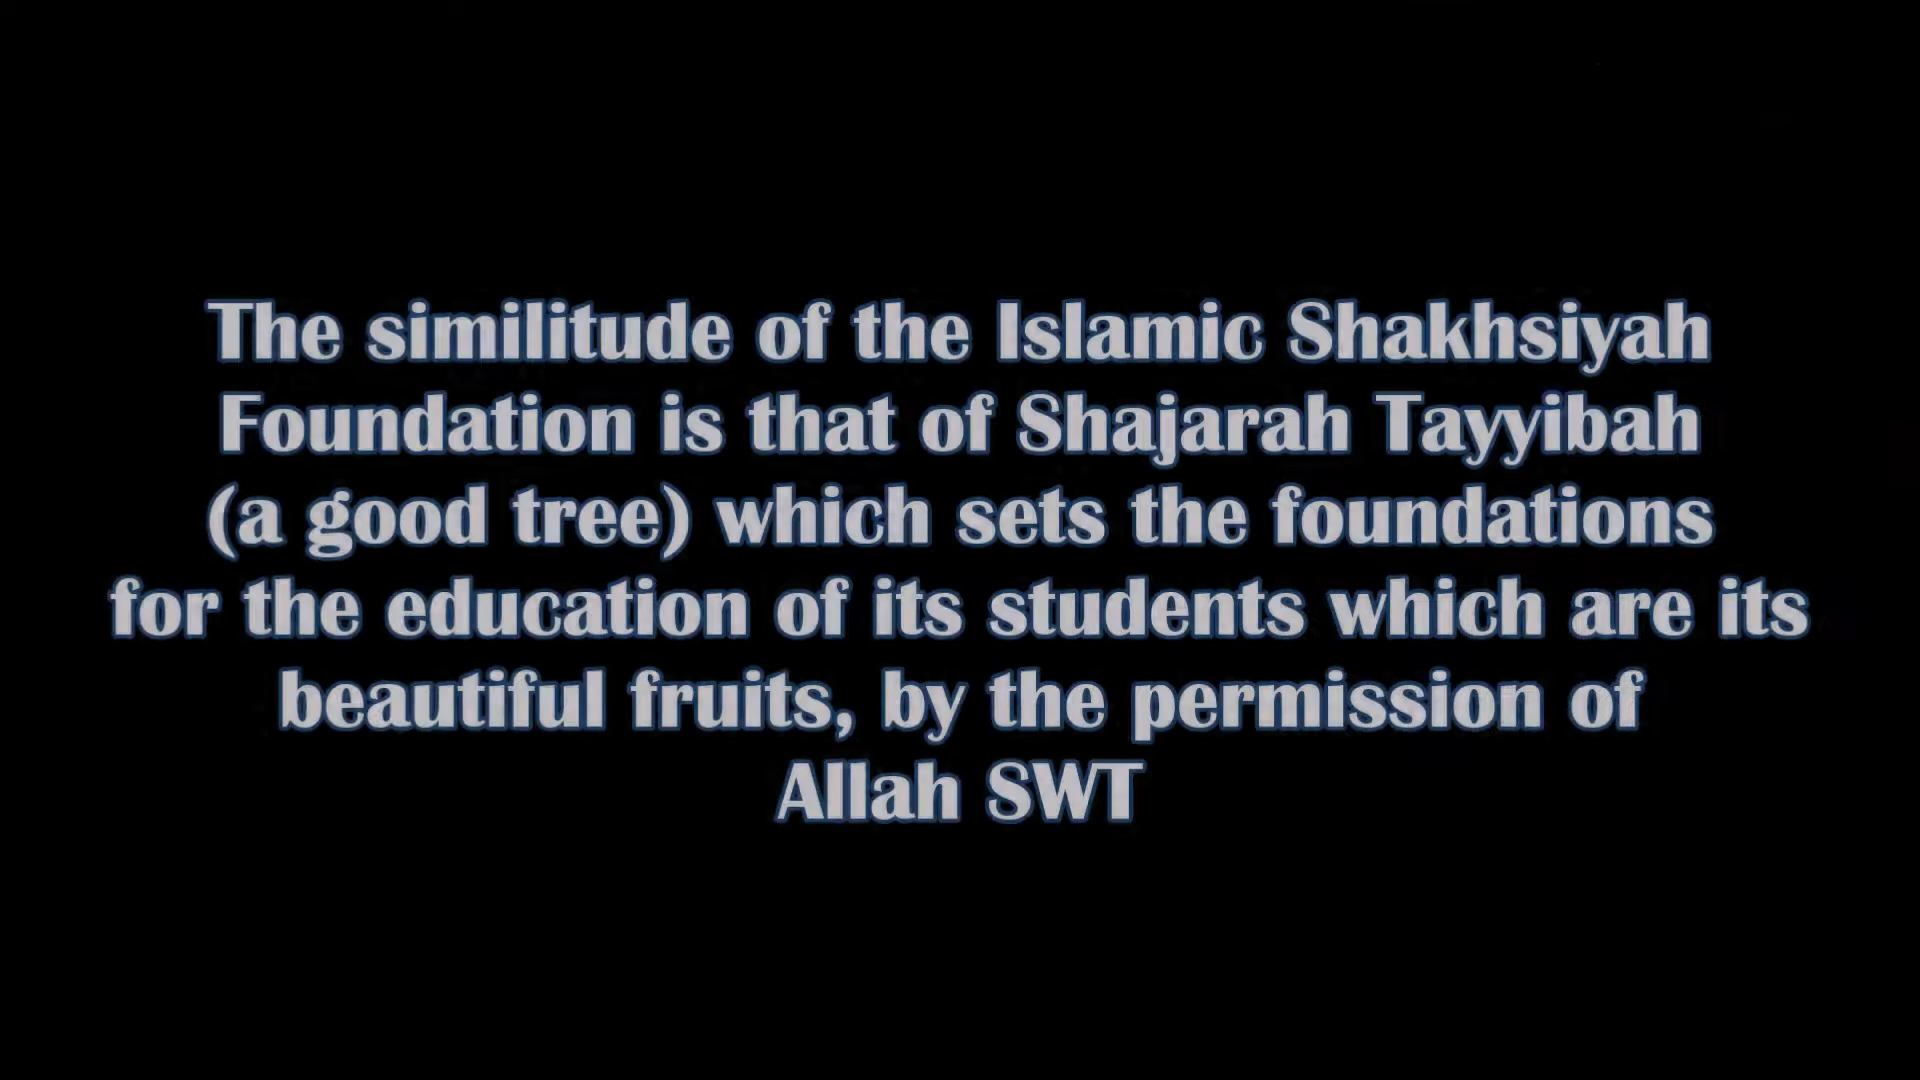 The similitude of the Islamic Shakhsiyah
Foundation is that of Shajarah Tayyibah
(a good tree) which sets the foundations
for the education of its students which are its
beautiful fruits, by the permission of
Allah SWT